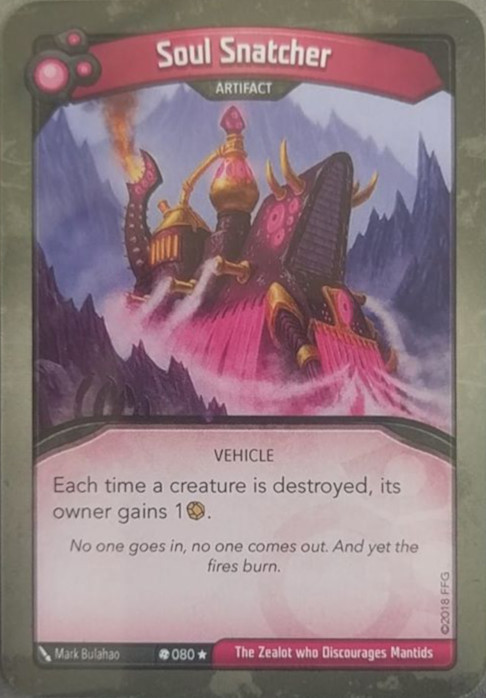 Soul Snatcher
ARTIFACT
VEHICLE
Each time a creature is destroyed, its
owner gains 1.
No one goes in, no one comes out. And yet the
fires burn.
©2018 FFG
Mark Bulahao
080★
The Zealot who Discourages Mantids